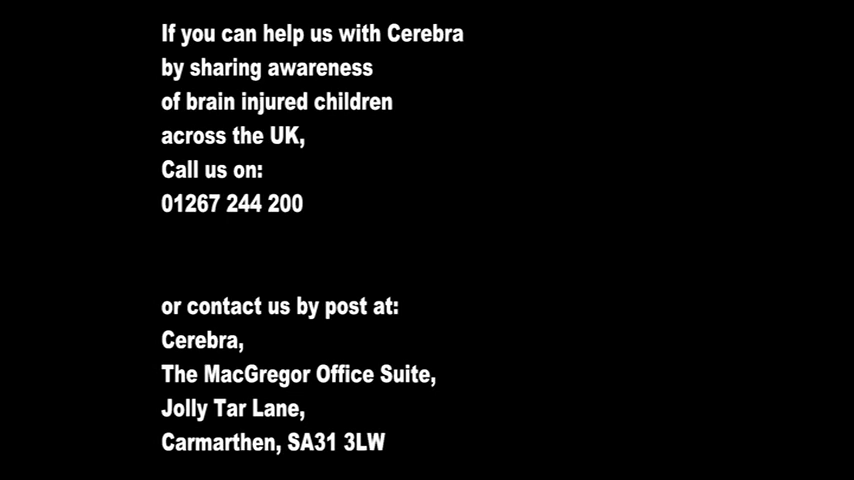 If you can help us with Cerebra
by sharing awareness
of brain injured children
across the UK,
Call us on:
01267 244 200
or contact us by post at:
Cerebra,
The MacGregor Office Suite,
Jolly Tar Lane,
Carmarthen, SA31 3LW